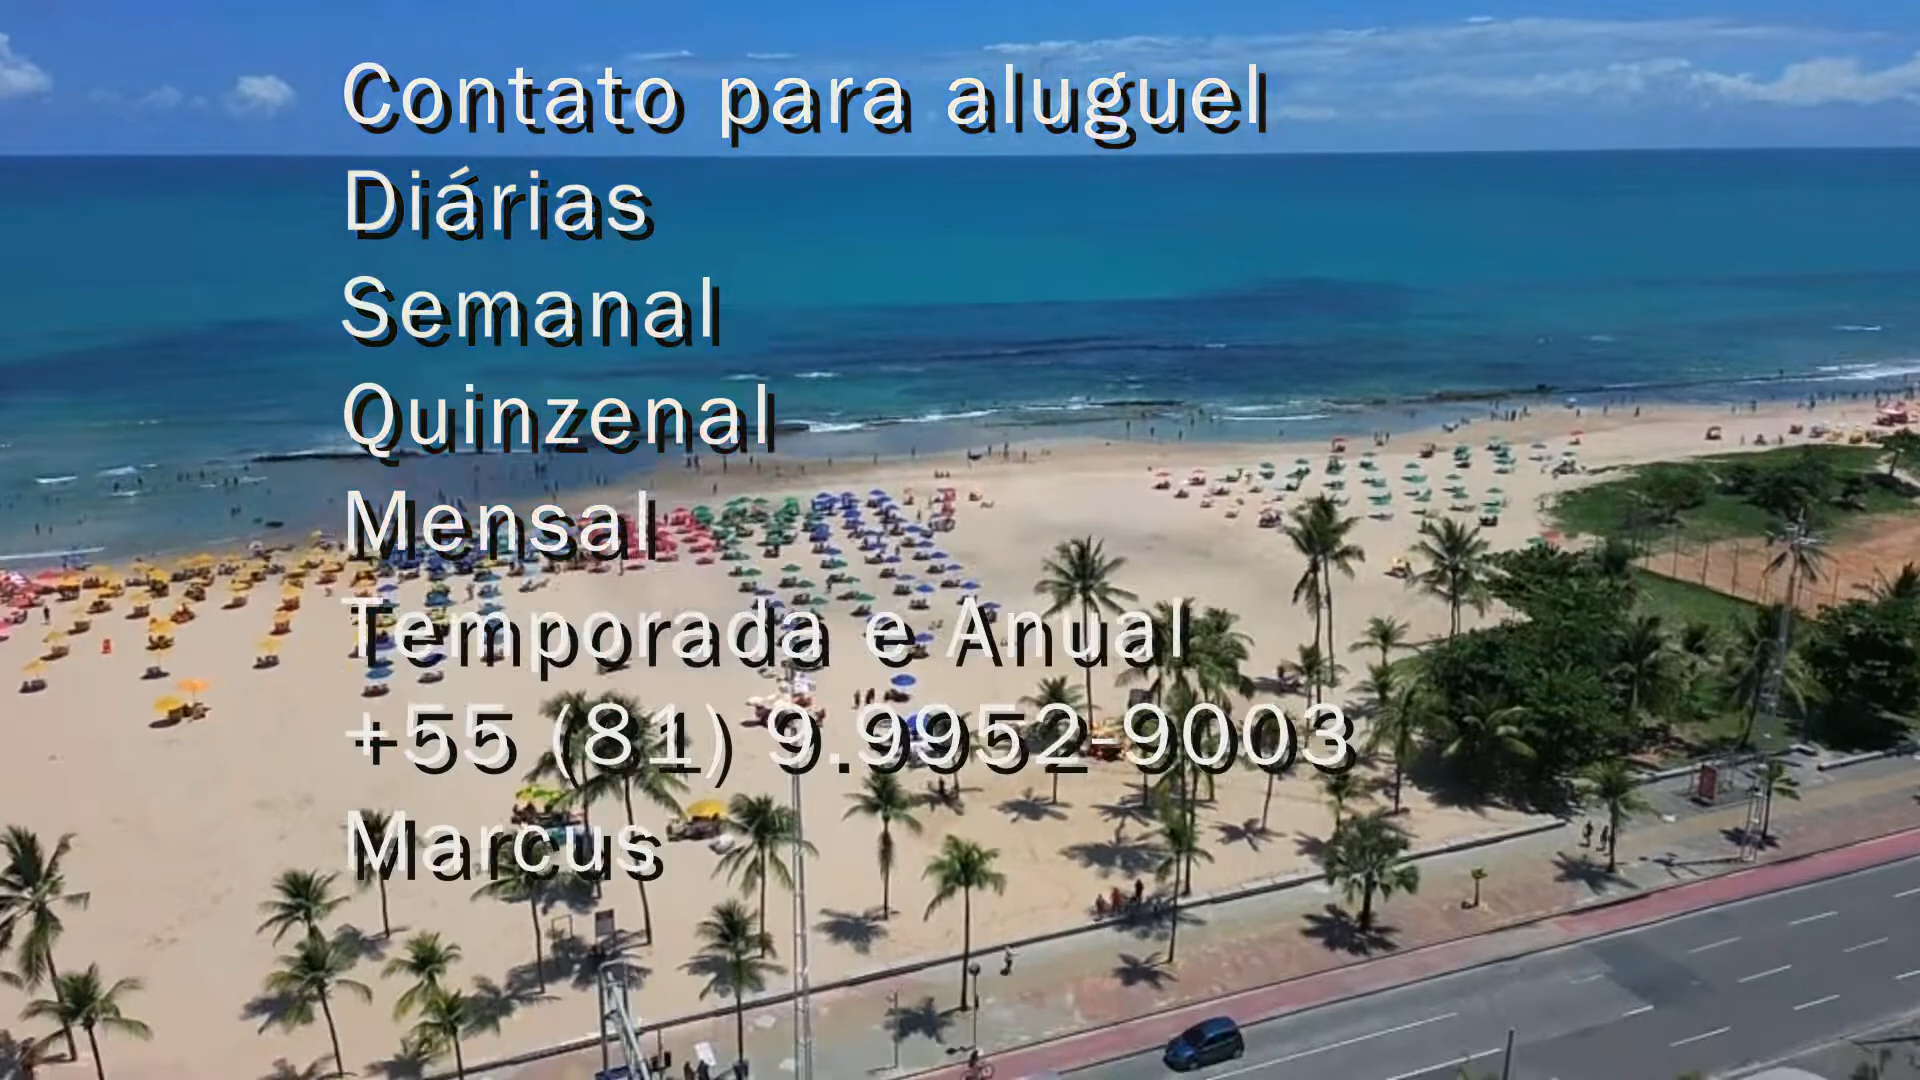 Contato para aluguel
Diárias
Semanal
Quinzenal
Mensal
Temporada e Anual
+55 (81) 9.9952-9003
Marcus